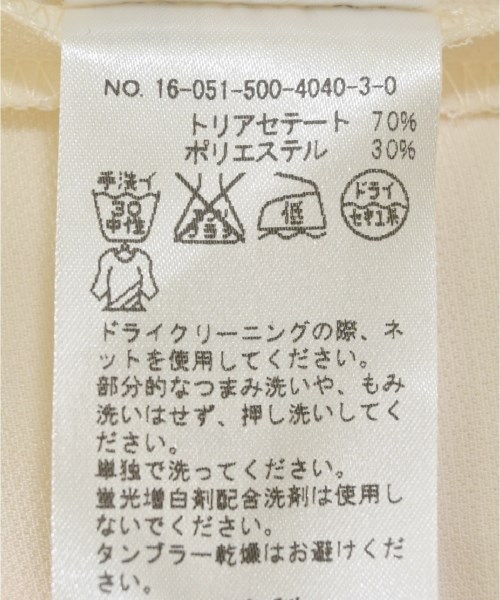 NO. 16-051-500-4040-3-0
トリアセテート 70%
ポリエステル 30%
手洗イ
30
中性
エンソ
サラシ
低
ドライ
セキユ系
ドライクリーニングの際、ネ
ットを使用してください。
部分的なつまみ洗いや、もみ
洗いはせず、押し洗いしてく
ださい。
単独で洗ってください。
蛍光増白剤配合洗剤は使用し
ないでください。
タンブラー乾燥はお避けくだ
さい。